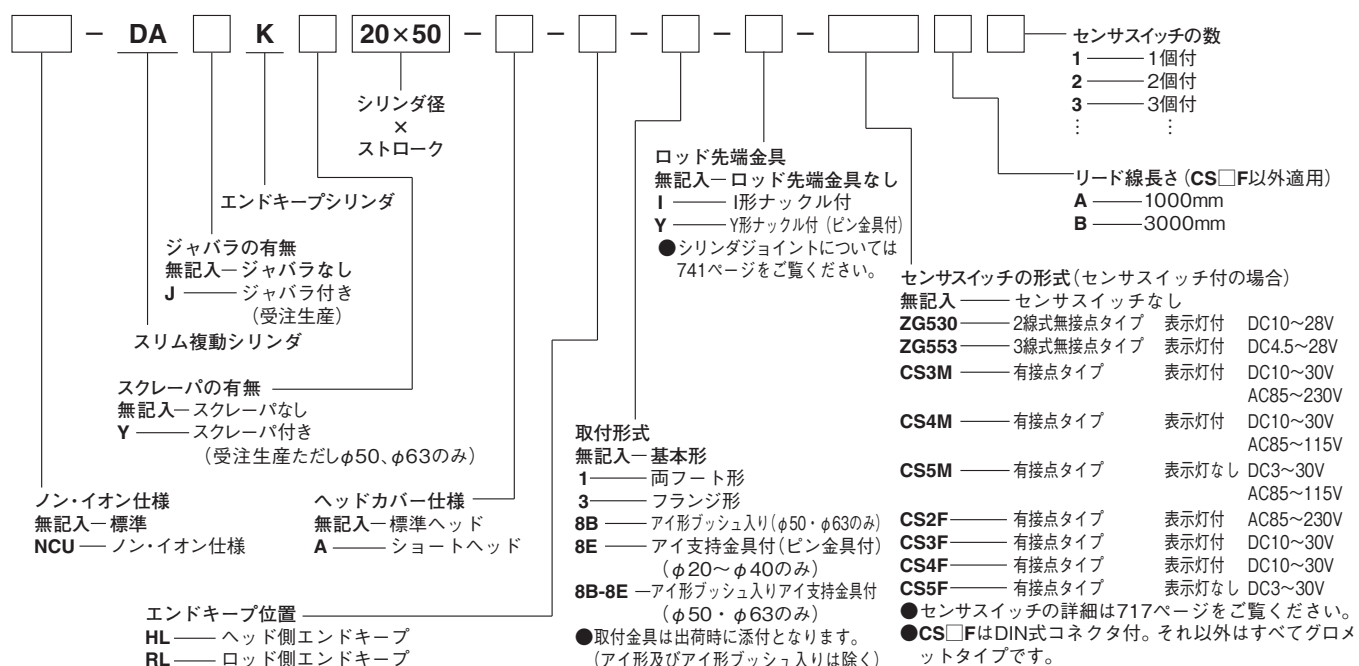 − DA K 20×50 − − − − −
シリンダ径
×
ストローク
エンドキープシリンダ
ジャバラの有無
無記入―ジャバラなし
J ―― ジャバラ付き
(受注生産)
スリム複動シリンダ
スクレーパの有無
無記入―スクレーパなし
Y ―― スクレーパ付き
(受注生産ただしφ50、φ63のみ)
ノン・イオン仕様
無記入―標準
NCU ― ノン・イオン仕様
ヘッドカバー仕様
無記入―標準ヘッド
A ―― ショートヘッド
エンドキープ位置
HL ―― ヘッド側エンドキープ
RL ―― ロッド側エンドキープ
取付形式
無記入―基本形
1 ―― 両フート形
3 ―― フランジ形
8B ―― アイ形ブッシュ入り(φ50・φ63のみ)
8E ―― アイ支持金具付(ピン金具付)
(φ20〜φ40のみ)
8B-8E ―アイ形ブッシュ入りアイ支持金具付
(φ50・φ63のみ)
●取付金具は出荷時に添付となります。
(アイ形及びアイ形ブッシュ入りは除く)
ロッド先端金具
無記入―ロッド先端金具なし
I ―― I形ナックル付
Y ―― Y形ナックル付(ピン金具付)
●シリンダジョイントについては
741ページをご覧ください。
センサスイッチの数
1 ―― 1個付
2 ―― 2個付
3 ―― 3個付
⋮ ⋮
リード線長さ(CS□F以外適用)
A ―― 1000mm
B ―― 3000mm
センサスイッチの形式(センサスイッチ付の場合)
無記入 ―― センサスイッチなし
ZG530 ―― 2線式無接点タイプ 表示灯付 DC10〜28V
ZG553 ―― 3線式無接点タイプ 表示灯付 DC4.5〜28V
CS3M ―― 有接点タイプ 表示灯付 DC10〜30V
AC85〜230V
CS4M ―― 有接点タイプ 表示灯付 DC10〜30V
AC85〜115V
CS5M ―― 有接点タイプ 表示灯なし DC3〜30V
AC85〜115V
CS2F ―― 有接点タイプ 表示灯付 AC85〜230V
CS3F ―― 有接点タイプ 表示灯付 DC10〜30V
CS4F ―― 有接点タイプ 表示灯付 DC10〜30V
CS5F ―― 有接点タイプ 表示灯なし DC3〜30V
●センサスイッチの詳細は717ページをご覧ください。
●CS□FはDIN式コネクタ付。それ以外はすべてグロメ
ットタイプです。